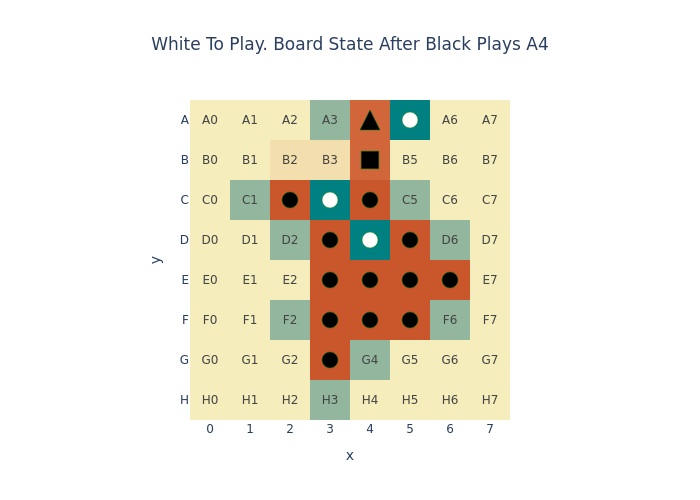 White To Play. Board State After Black Plays A4
A A0 A1 A2 A3 A6 A7
B B0 B1 B2 B3 B5 B6 B7
C C0 C1 C5 C6 C7
D D0 D1 D2 D6 D7
y
E E0 E1 E2 E7
F F0 F1 F2 F6 F7
G G0 G1 G2 G4 G5 G6 G7
H H0 H1 H2 H3 H4 H5 H6 H7
0 1 2 3 4 5 6 7
x